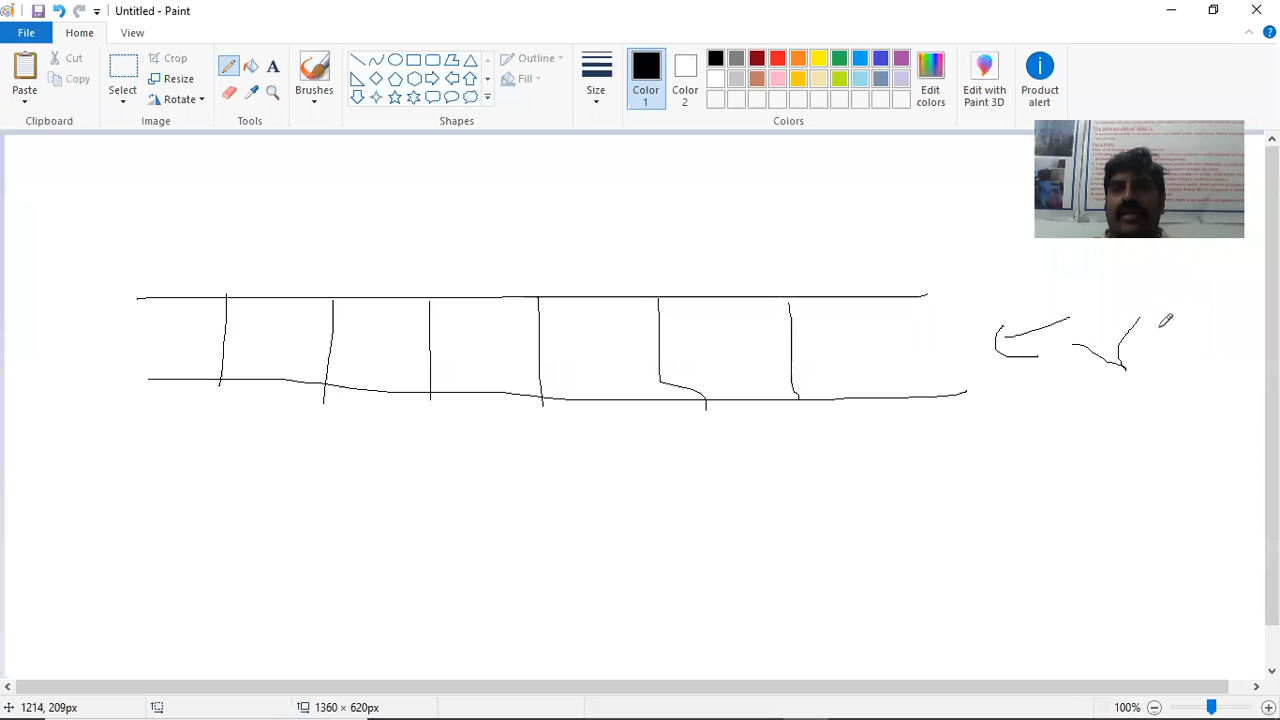 Untitled - Paint
File Home View
Paste
Cut
Copy
Clipboard
Select
Crop
Resize
Rotate
Image
A
Tools
Brushes
Outline
Fill
Shapes
Size
Color 1
Color 2
Colors
Edit colors
Edit with Paint 3D
Product alert
1214, 209px
1360 × 620px
100%